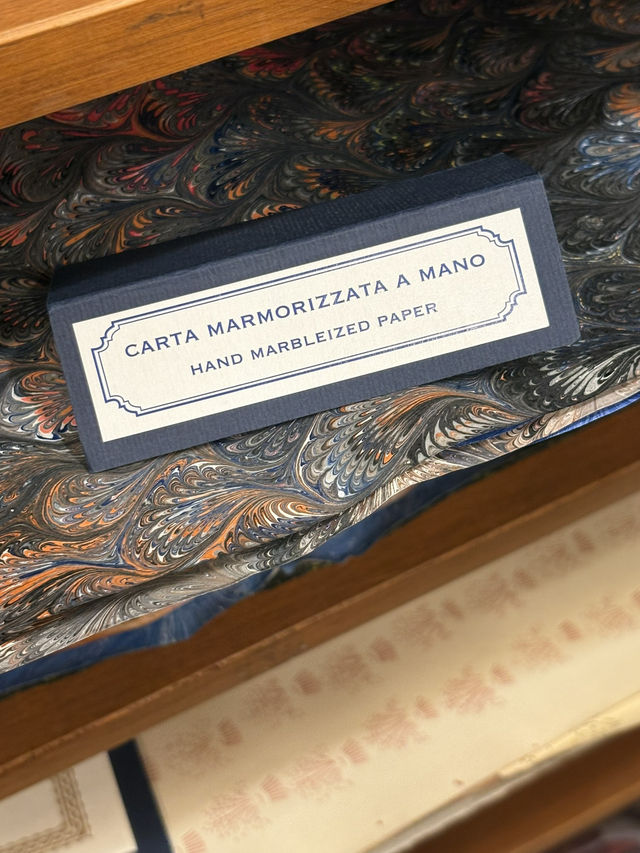 CARTA MARMORIZZATA A MANO
HAND MARBLEIZED PAPER